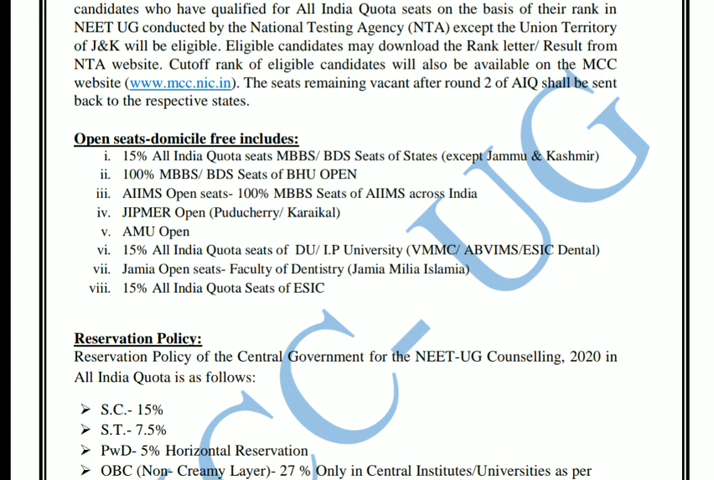 candidates who have qualified for All India Quota seats on the basis of their rank in
NEET UG conducted by the National Testing Agency (NTA) except the Union Territory
of J&K will be eligible. Eligible candidates may download the Rank letter/ Result from
NTA website. Cutoff rank of eligible candidates will also be available on the MCC
website (www.mcc.nic.in). The seats remaining vacant after round 2 of AIQ shall be sent
back to the respective states.
Open seats-domicile free includes:
i. 15% All India Quota seats MBBS/ BDS Seats of States (except Jammu & Kashmir)
ii. 100% MBBS/ BDS Seats of BHU OPEN
iii. AIIMS Open seats- 100% MBBS Seats of AIIMS across India
iv. JIPMER Open (Puducherry/ Karaikal)
v. AMU Open
vi. 15% All India Quota seats of DU/ I.P University (VMMC/ ABVIMS/ESIC Dental)
vii. Jamia Open seats- Faculty of Dentistry (Jamia Milia Islamia)
viii. 15% All India Quota Seats of ESIC
Reservation Policy:
Reservation Policy of the Central Government for the NEET-UG Counselling, 2020 in
All India Quota is as follows:
➢ S.C.- 15%
➢ S.T.- 7.5%
➢ PwD- 5% Horizontal Reservation
➢ OBC (Non- Creamy Layer)- 27 % Only in Central Institutes/Universities as per
CC- UG